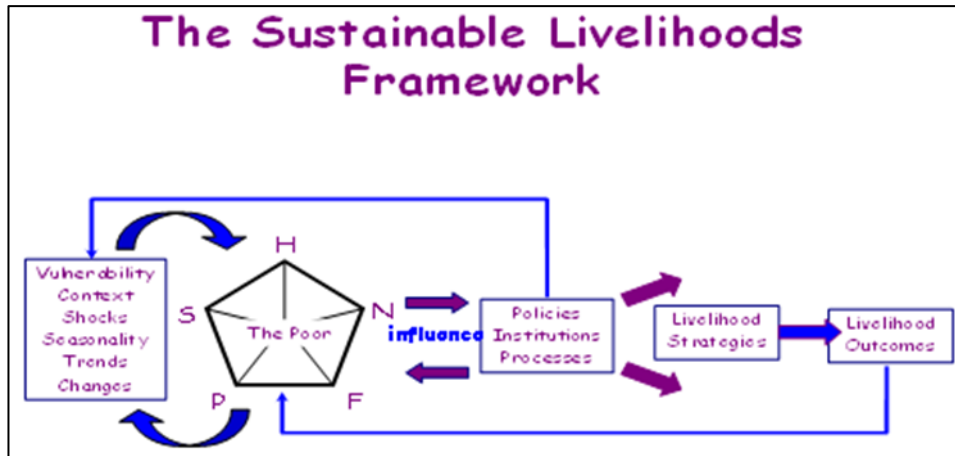 The Sustainable Livelihoods
Framework
H
S
N
The Poor
P
F
Vulnerability
Context
Shocks
Seasonality
Trends
Changes
influence
Policies
Institutions
Processes
Livelihood
Strategies
Livelihood
Outcomes